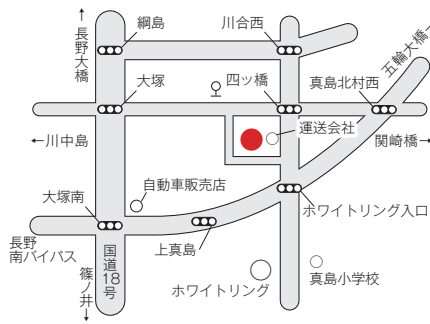 ↑長野大橋
綱島
川合西
五輪大橋→
大塚
四ツ橋
真島北村西
←川中島
運送会社
関崎橋→
大塚南
自動車販売店
ホワイトリング入口
長野
南バイパス
国道18号
上真島
篠ノ井↓
ホワイトリング
真島小学校